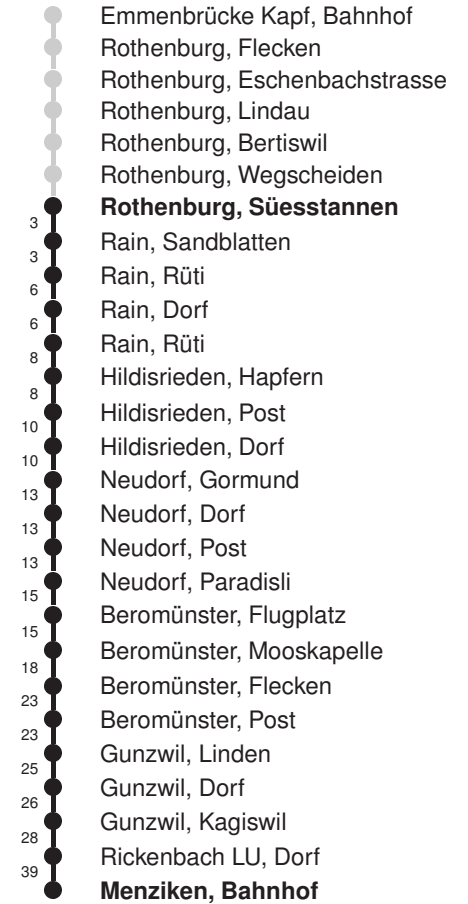 Emmenbrücke Kapf, Bahnhof
Rothenburg, Flecken
Rothenburg, Eschenbachstrasse
Rothenburg, Lindau
Rothenburg, Bertiswil
Rothenburg, Wegscheiden
Rothenburg, Süesstannen
3 Rain, Sandblatten
3 Rain, Rüti
6 Rain, Dorf
6 Rain, Rüti
8 Hildisrieden, Hapfern
8 Hildisrieden, Post
10 Hildisrieden, Dorf
10 Neudorf, Gormund
13 Neudorf, Dorf
13 Neudorf, Post
13 Neudorf, Paradisli
15 Beromünster, Flugplatz
15 Beromünster, Mooskapelle
18 Beromünster, Flecken
23 Beromünster, Post
23 Gunzwil, Linden
25 Gunzwil, Dorf
26 Gunzwil, Kagiswil
28 Rickenbach LU, Dorf
39 Menziken, Bahnhof